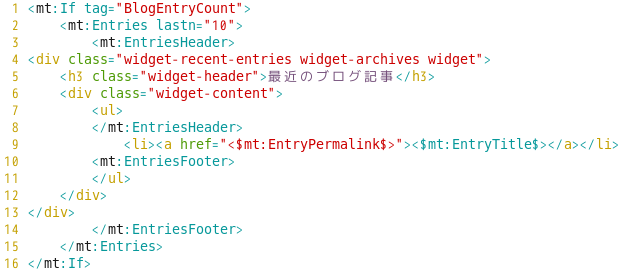 1 <mt:If tag="BlogEntryCount">
2     <mt:Entries lastn="10">
3         <mt:EntriesHeader>
4 <div class="widget-recent-entries widget-archives widget">
5     <h3 class="widget-header">最近のブログ記事</h3>
6     <div class="widget-content">
7         <ul>
8         </mt:EntriesHeader>
9             <li><a href="<$mt:EntryPermalink$>"><$mt:EntryTitle$></a></li>
10         <mt:EntriesFooter>
11         </ul>
12     </div>
13 </div>
14         </mt:EntriesFooter>
15     </mt:Entries>
16 </mt:If>